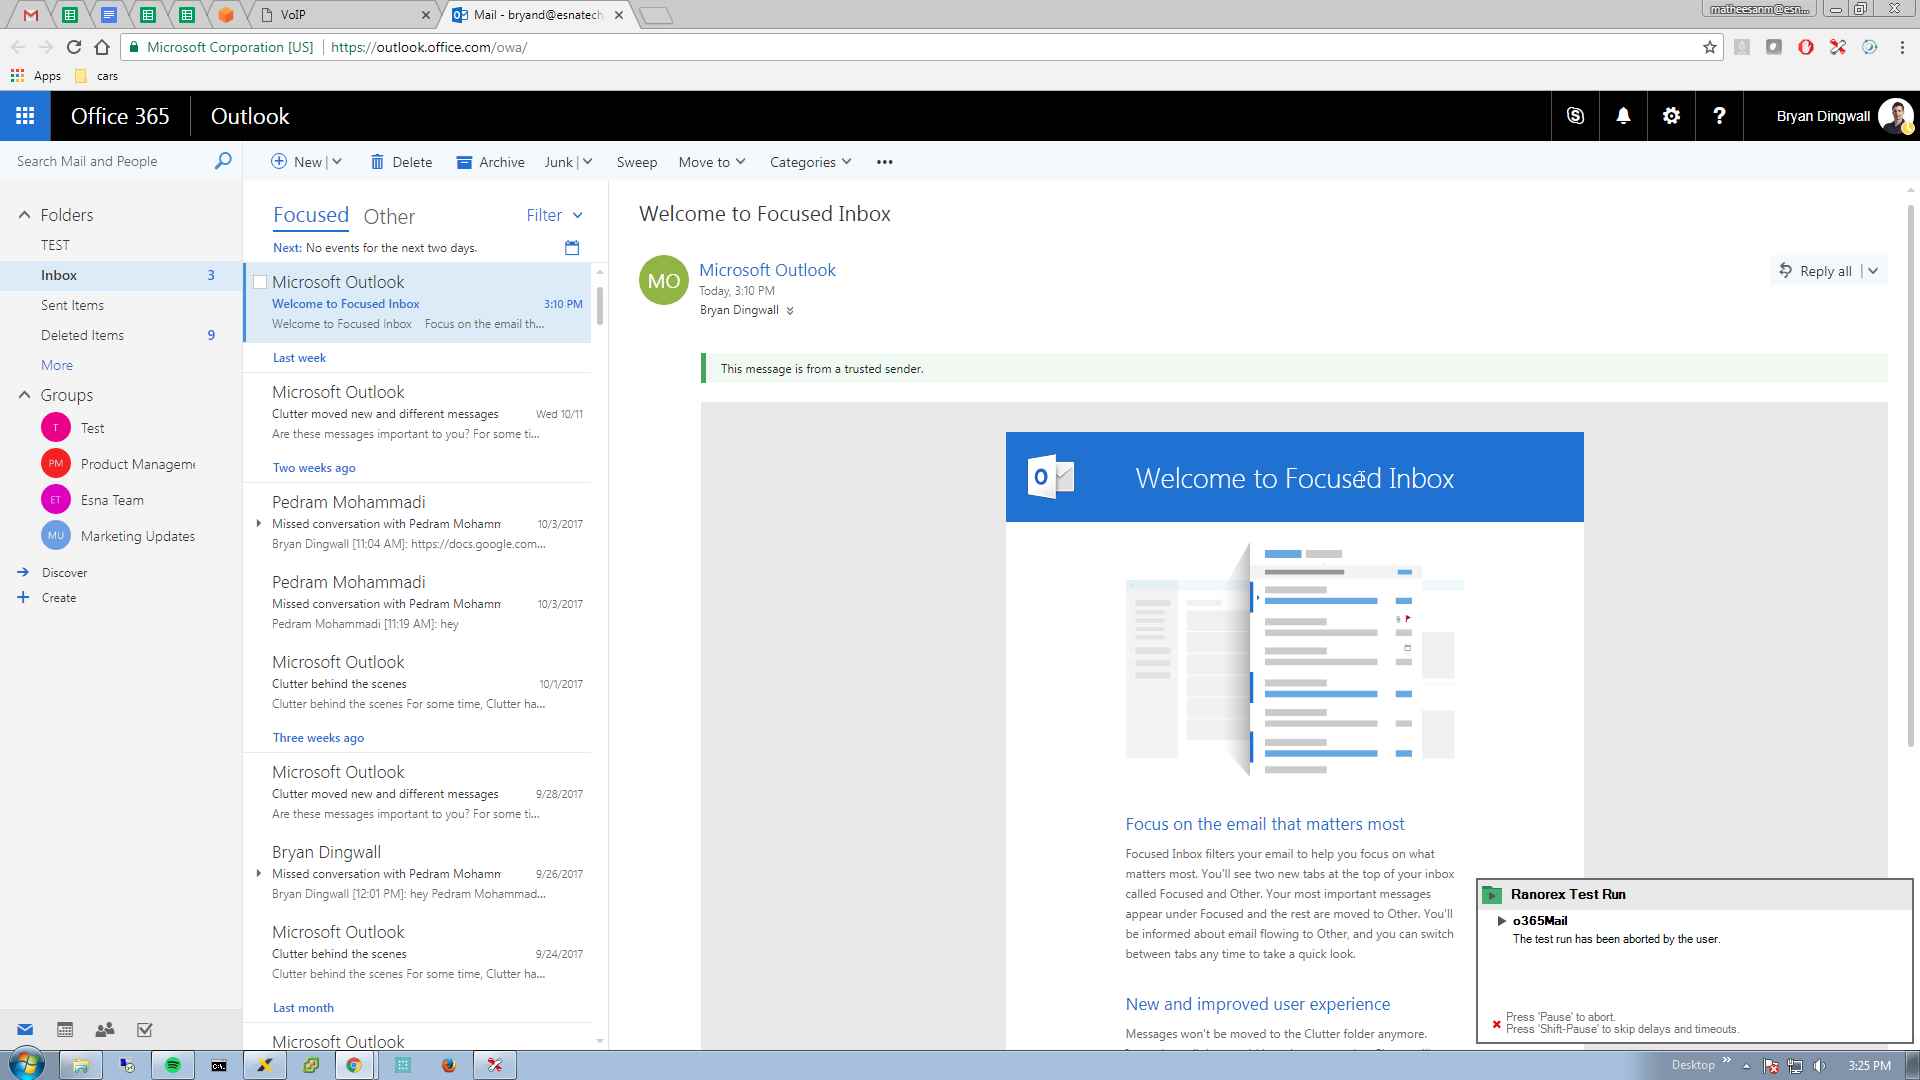 VoIP
Mail - bryand@esnatech
matheesanm@esn...
Microsoft Corporation [US]
https://outlook.office.com/owa/
Apps
cars
Office 365
Outlook
Bryan Dingwall
Search Mail and People
New
Delete
Archive
Junk
Sweep
Move to
Categories
Folders
TEST
Inbox 3
Sent Items
Deleted Items 9
More
Groups
T Test
PM Product Manageme
ET Esna Team
MU Marketing Updates
Discover
Create
Focused Other Filter
Next: No events for the next two days.
Microsoft Outlook
Welcome to Focused Inbox 3:10 PM
Welcome to Focused Inbox Focus on the email th...
Last week
Microsoft Outlook
Clutter moved new and different messages Wed 10/11
Are these messages important to you? For some ti...
Two weeks ago
Pedram Mohammadi
Missed conversation with Pedram Mohamm 10/3/2017
Bryan Dingwall [11:04 AM]: https://docs.google.com...
Pedram Mohammadi
Missed conversation with Pedram Mohamm 10/3/2017
Pedram Mohammadi [11:19 AM]: hey
Microsoft Outlook
Clutter behind the scenes 10/1/2017
Clutter behind the scenes For some time, Clutter ha...
Three weeks ago
Microsoft Outlook
Clutter moved new and different messages 9/28/2017
Are these messages important to you? For some ti...
Bryan Dingwall
Missed conversation with Pedram Mohamm 9/26/2017
Bryan Dingwall [12:01 PM]: hey Pedram Mohammad...
Microsoft Outlook
Clutter behind the scenes 9/24/2017
Clutter behind the scenes For some time, Clutter ha...
Last month
Microsoft Outlook
Welcome to Focused Inbox
MO
Microsoft Outlook
Today, 3:10 PM
Bryan Dingwall
Reply all
This message is from a trusted sender.
Welcome to Focused Inbox
Focus on the email that matters most
Focused Inbox filters your email to help you focus on what
matters most. You'll see two new tabs at the top of your inbox
called Focused and Other. Your most important messages
appear under Focused and the rest are moved to Other. You'll
be informed about email flowing to Other, and you can switch
between tabs any time to take a quick look.
New and improved user experience
Messages won't be moved to the Clutter folder anymore.
Ranorex Test Run
o365Mail
The test run has been aborted by the user.
Press 'Pause' to abort.
Press 'Shift-Pause' to skip delays and timeouts.
Desktop
3:25 PM